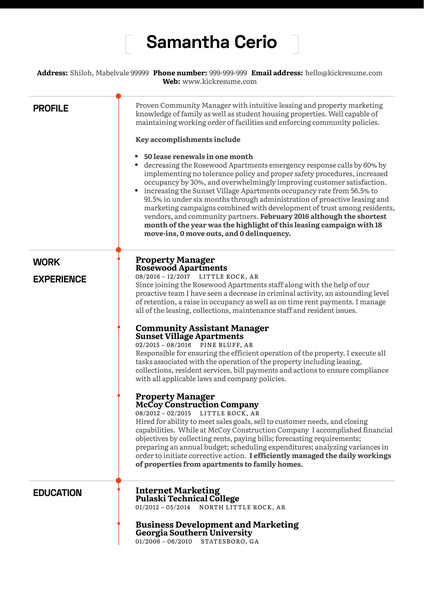 Samantha Cerio
Address: Shiloh, Mabelvale 99999 Phone number: 999-999-999 Email address: hello@kickresume.com
Web: www.kickresume.com
PROFILE
Proven Community Manager with intuitive leasing and property marketing
knowledge of family as well as student housing properties. Well capable of
maintaining working order of facilities and enforcing community policies.
Key accomplishments include
• 50 lease renewals in one month
• decreasing the Rosewood Apartments emergency response calls by 60% by
implementing no tolerance policy and proper safety procedures, increased
occupancy by 30%, and overwhelmingly improving customer satisfaction.
• increasing the Sunset Village Apartments occupancy rate from 56.5% to
91.5% in under six months through administration of proactive leasing and
marketing campaigns combined with development of trust among residents,
vendors, and community partners. February 2016 although the shortest
month of the year was the highlight of this leasing campaign with 18
move-ins, 0 move outs, and 0 delinquency.
WORK
EXPERIENCE
Property Manager
Rosewood Apartments
08/2016 – 12/2017 LITTLE ROCK, AR
Since joining the Rosewood Apartments staff along with the help of our
proactive team I have seen a decrease in criminal activity, an astounding level
of retention, a raise in occupancy as well as on time rent payments. I manage
all of the leasing, collections, maintenance staff and resident issues.
Community Assistant Manager
Sunset Village Apartments
02/2015 – 08/2016 PINE BLUFF, AR
Responsible for ensuring the efficient operation of the property. I execute all
tasks associated with the operation of the property including leasing,
collections, resident services, bill payments and actions to ensure compliance
with all applicable laws and company policies.
Property Manager
McCoy Construction Company
08/2012 – 02/2015 LITTLE ROCK, AR
Hired for ability to meet sales goals, sell to customer needs, and closing
capabilities. While at McCoy Construction Company I accomplished financial
objectives by collecting rents, paying bills; forecasting requirements;
preparing an annual budget; scheduling expenditures; analyzing variances in
order to initiate corrective action. I efficiently managed the daily workings
of properties from apartments to family homes.
EDUCATION
Internet Marketing
Pulaski Technical College
01/2012 – 05/2014 NORTH LITTLE ROCK, AR
Business Development and Marketing
Georgia Southern University
01/2006 – 06/2010 STATESBORO, GA